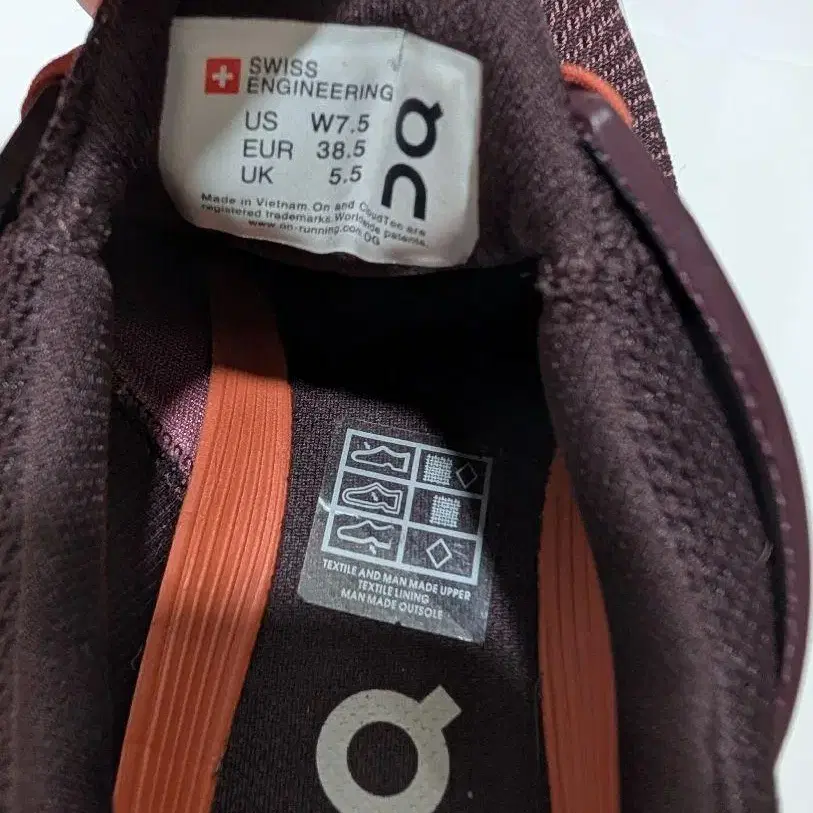 SWISS
ENGINEERING
US W7.5
EUR 38.5
UK 5.5
Made in Vietnam. On and CloudTec are
registered trademarks. Worldwide patents.
www.on-running.com OG
TEXTILE AND MAN MADE UPPER
TEXTILE LINING
MAN MADE OUTSOLE